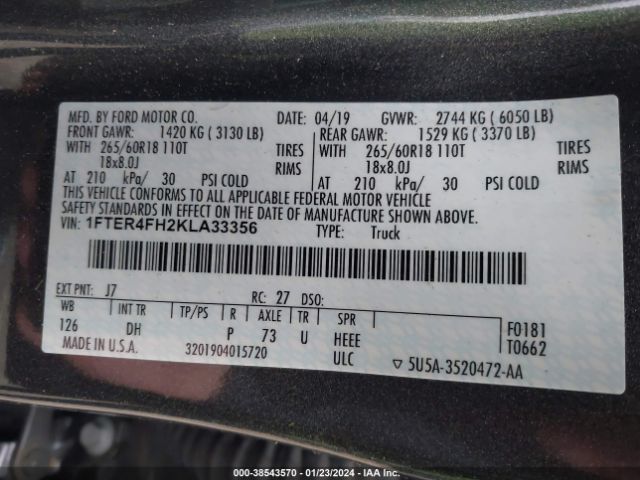 MFD. BY FORD MOTOR CO. DATE: 04/19 GVWR: 2744 KG ( 6050 LB)
FRONT GAWR: 1420 KG ( 3130 LB) REAR GAWR: 1529 KG ( 3370 LB)
WITH 265/60R18 110T TIRES WITH 265/60R18 110T TIRES
18x8.0J RIMS 18x8.0J RIMS
AT 210 kPa/ 30 PSI COLD AT 210 kPa/ 30 PSI COLD
THIS VEHICLE CONFORMS TO ALL APPLICABLE FEDERAL MOTOR VEHICLE
SAFETY STANDARDS IN EFFECT ON THE DATE OF MANUFACTURE SHOWN ABOVE.
VIN: 1FTER4FH2KLA33356 TYPE: Truck
EXT PNT: J7 RC: 27 DSO:
WB INT TR TP/PS R AXLE TR SPR
126 DH P 73 U HEEE F0181
ULC T0662
MADE IN U.S.A. 3201904015720 ▽ 5U5A-3520472-AA
000-38543570 - 01/23/2024 - IAA Inc.